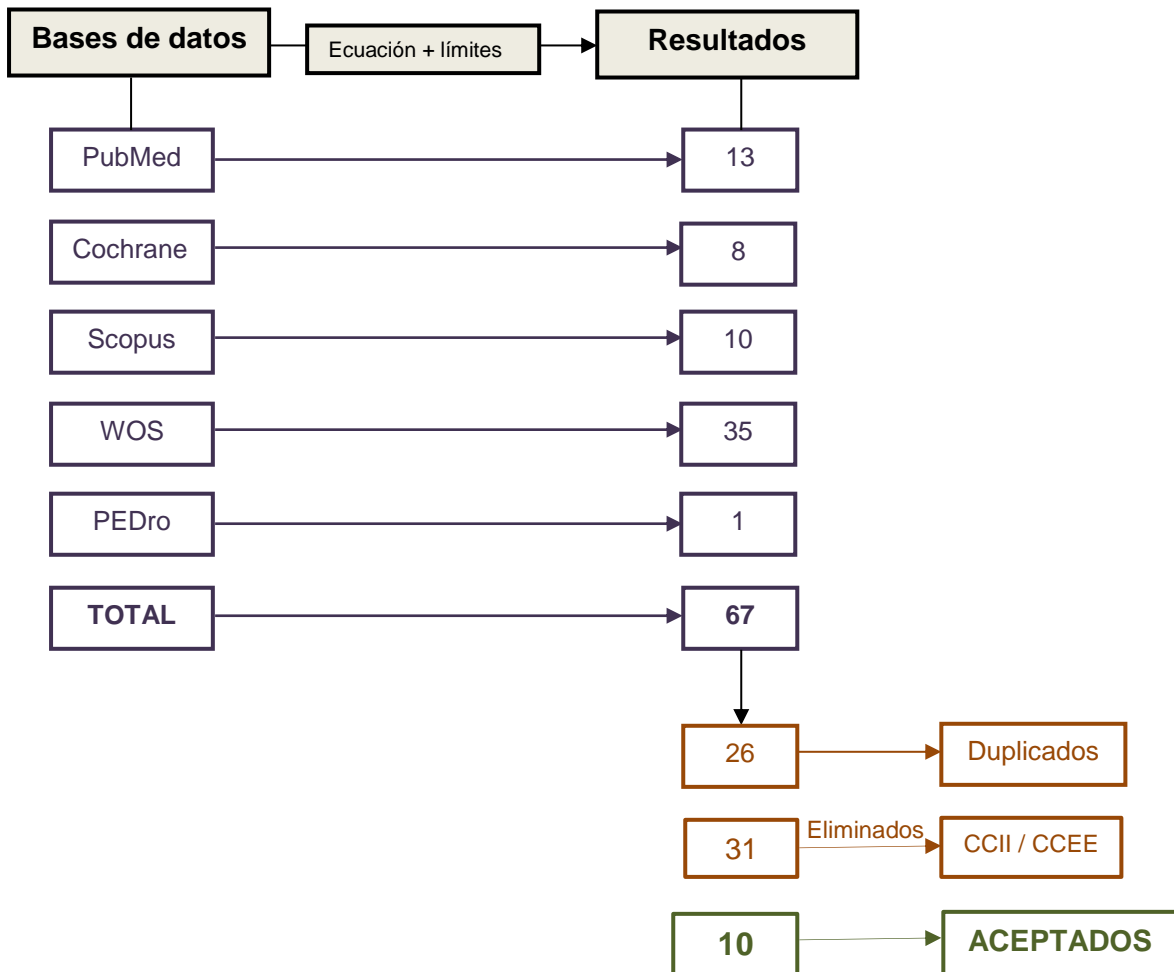 Bases de datos
Ecuación + límites
Resultados
PubMed
13
Cochrane
8
Scopus
10
WOS
35
PEDro
1
TOTAL
67
26
Duplicados
31
Eliminados
CCII / CCEE
10
ACEPTADOS